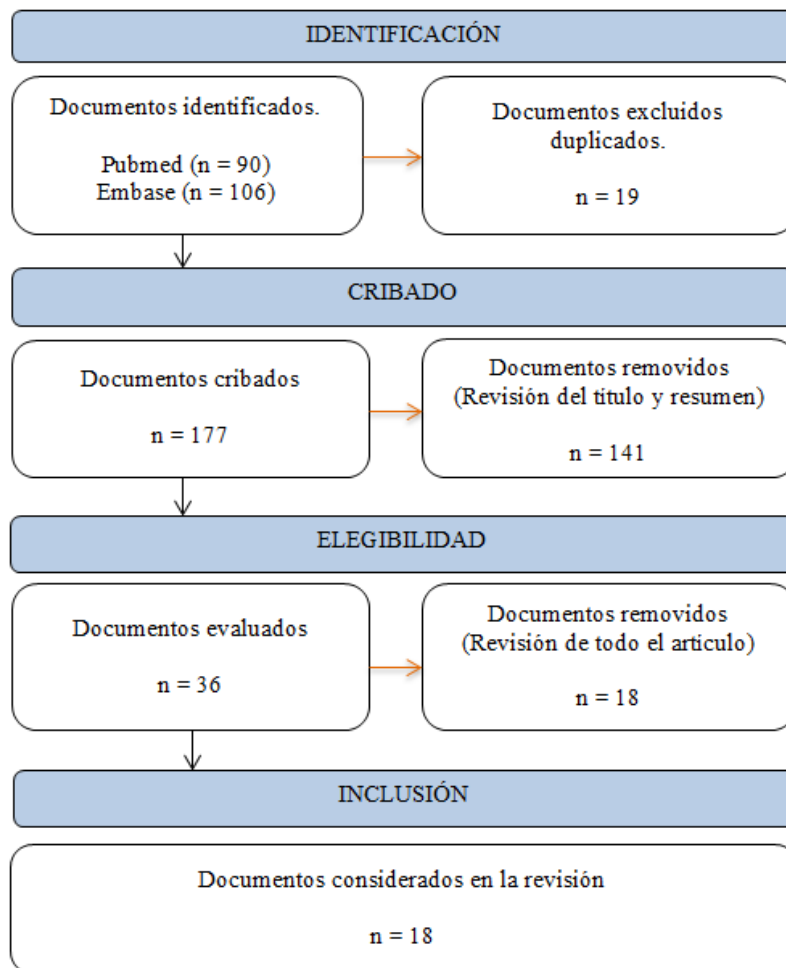 IDENTIFICACIÓN
Documentos identificados.
Pubmed (n = 90)
Embase (n = 106)
Documentos excluidos
duplicados.
n = 19
CRIBADO
Documentos cribados
n = 177
Documentos removidos
(Revisión del título y resumen)
n = 141
ELEGIBILIDAD
Documentos evaluados
n = 36
Documentos removidos
(Revisión de todo el artículo)
n = 18
INCLUSIÓN
Documentos considerados en la revisión
n = 18